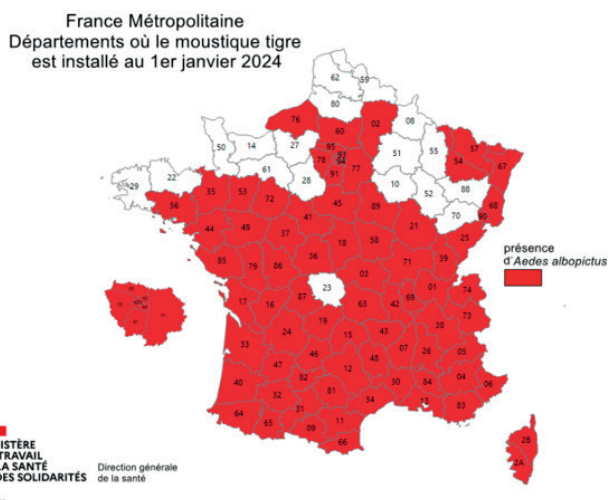 France Métropolitaine
Départements où le moustique tigre
est installé au 1er janvier 2024
62 59
80
76 02 08
60
50 14 27 95 93 51 55 57
78 94 77 54 67
61 91
29 22 28 10 52 88 68
35 53 72 45 89 70 90
56 41 21 25
44 49 37 18 58
36 39
85 79 86 71
03
23 01 74
17 16 87 63 42 69
19 73
24 38
15 43
33 46 07 26 05
47 12 48
82 04 06
40 32 81 30 84
31 34 13 83
64 65 09 11
66
2B
2A
présence
d'Aedes albopictus
ISTÈRE
TRAVAIL
LA SANTÉ
DES SOLIDARITÉS
Direction générale
de la santé